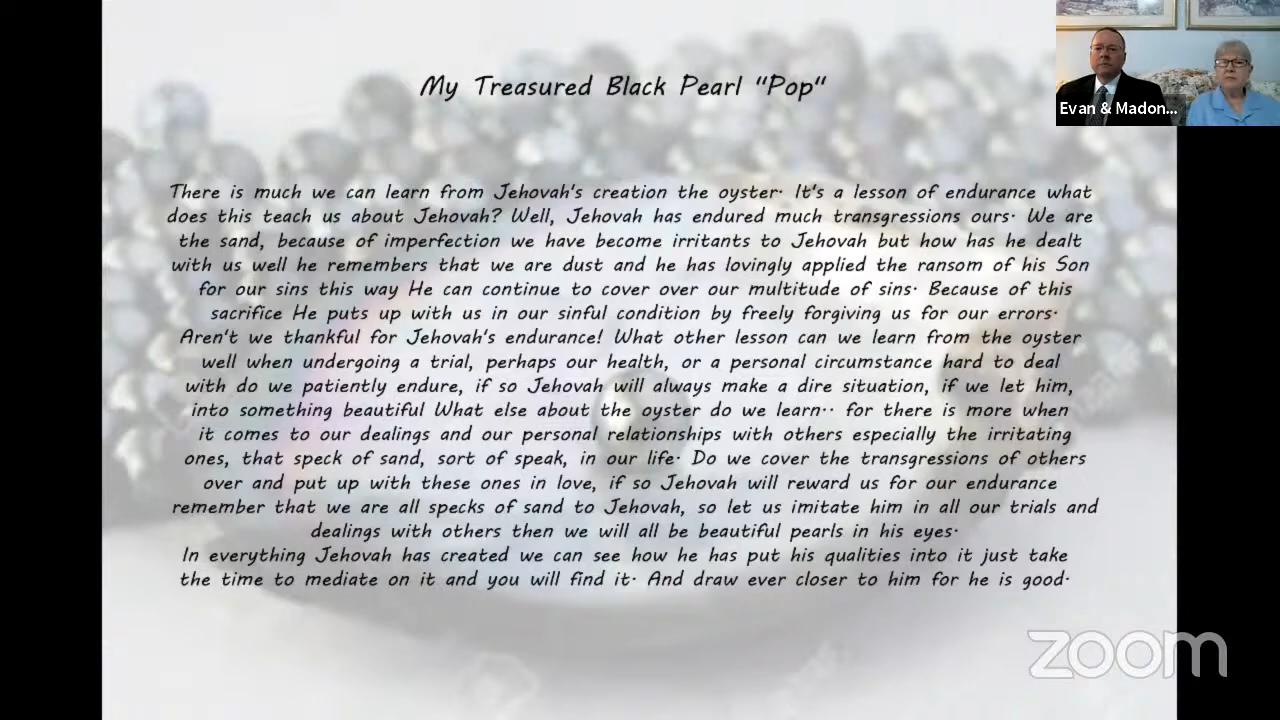 My Treasured Black Pearl "Pop"
Evan & Madon...
There is much we can learn from Jehovah's creation the oyster. It's a lesson of endurance what
does this teach us about Jehovah? Well, Jehovah has endured much transgressions ours. We are
the sand, because of imperfection we have become irritants to Jehovah but how has he dealt
with us well he remembers that we are dust and he has lovingly applied the ransom of his Son
for our sins this way He can continue to cover over our multitude of sins. Because of this
sacrifice He puts up with us in our sinful condition by freely forgiving us for our errors.
Aren't we thankful for Jehovah's endurance! What other lesson can we learn from the oyster
well when undergoing a trial, perhaps our health, or a personal circumstance hard to deal
with do we patiently endure, if so Jehovah will always make a dire situation, if we let him,
into something beautiful What else about the oyster do we learn.. for there is more when
it comes to our dealings and our personal relationships with others especially the irritating
ones, that speck of sand, sort of speak, in our life. Do we cover the transgressions of others
over and put up with these ones in love, if so Jehovah will reward us for our endurance
remember that we are all specks of sand to Jehovah, so let us imitate him in all our trials and
dealings with others then we will all be beautiful pearls in his eyes.
In everything Jehovah has created we can see how he has put his qualities into it just take
the time to mediate on it and you will find it. And draw ever closer to him for he is good.
zoom